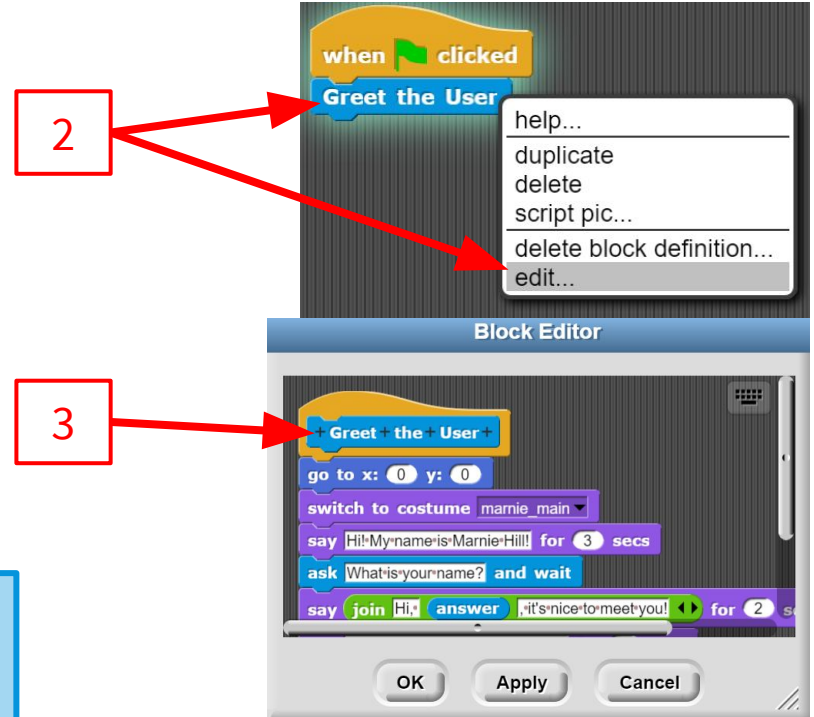 when clicked
Greet the User
2
help...
duplicate
delete
script pic...
delete block definition...
edit...
Block Editor
3
+ Greet + the + User +
go to x: 0 y: 0
switch to costume marnie_main
say Hi!•My•name•is•Marnie•Hill! for 3 secs
ask What•is•your•name? and wait
say join Hi,• answer ,•it's•nice•to•meet•you! for 2 s
OK Apply Cancel